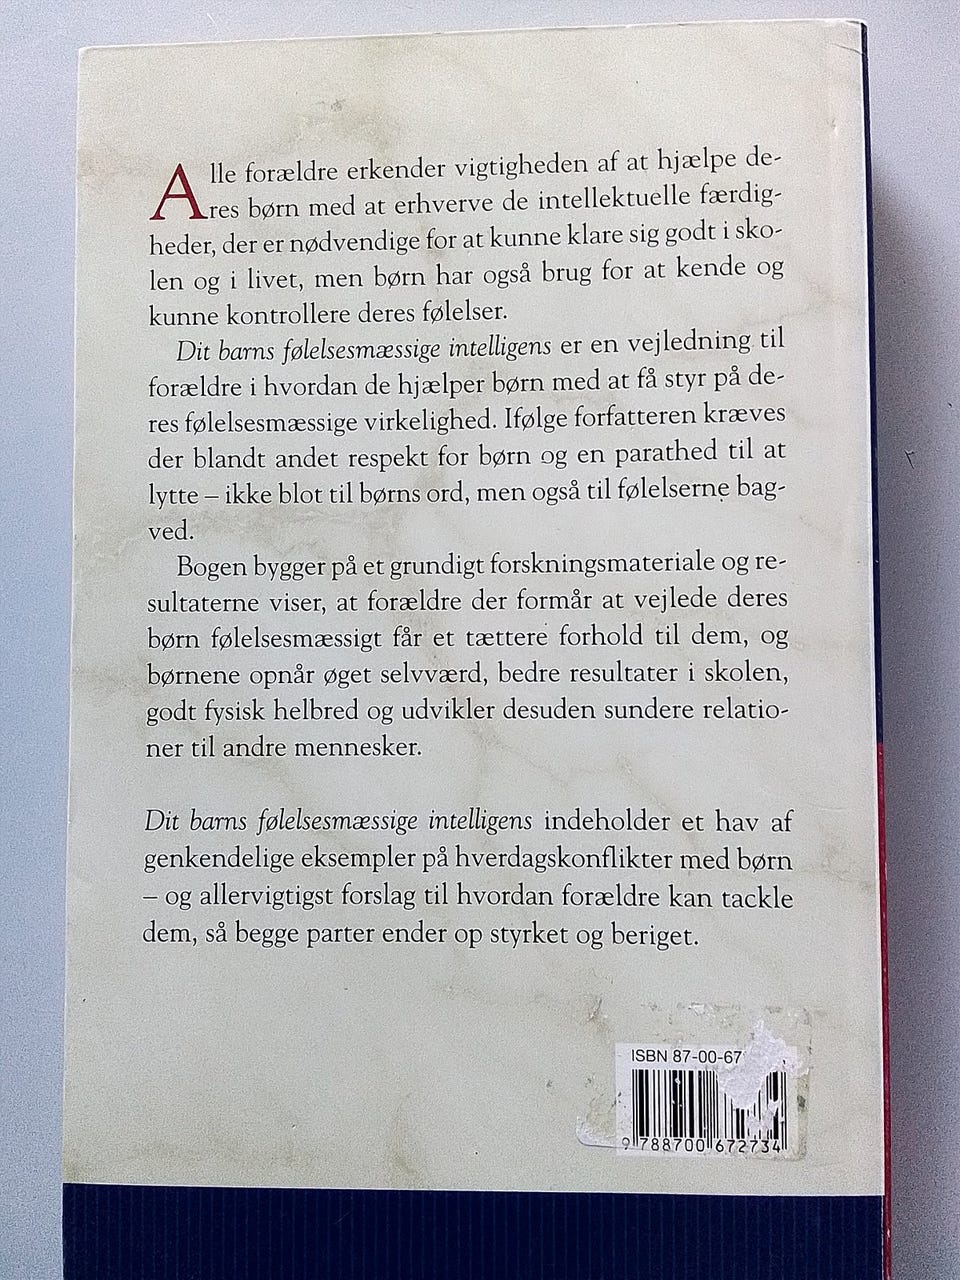 Alle forældre erkender vigtigheden af at hjælpe de-
res børn med at erhverve de intellektuelle færdig-
heder, der er nødvendige for at kunne klare sig godt i sko-
len og i livet, men børn har også brug for at kende og
kunne kontrollere deres følelser.
Dit barns følelsesmæssige intelligens er en vejledning til
forældre i hvordan de hjælper børn med at få styr på de-
res følelsesmæssige virkelighed. Ifølge forfatteren kræves
der blandt andet respekt for børn og en parathed til at
lytte – ikke blot til børns ord, men også til følelserne bag-
ved.
Bogen bygger på et grundigt forskningsmateriale og re-
sultaterne viser, at forældre der formår at vejlede deres
børn følelsesmæssigt får et tættere forhold til dem, og
børnene opnår øget selvværd, bedre resultater i skolen,
godt fysisk helbred og udvikler desuden sundere relatio-
ner til andre mennesker.
Dit barns følelsesmæssige intelligens indeholder et hav af
genkendelige eksempler på hverdagskonflikter med børn
– og allervigtigst forslag til hvordan forældre kan tackle
dem, så begge parter ender op styrket og beriget.
ISBN 87-00-67
9 788700 672734